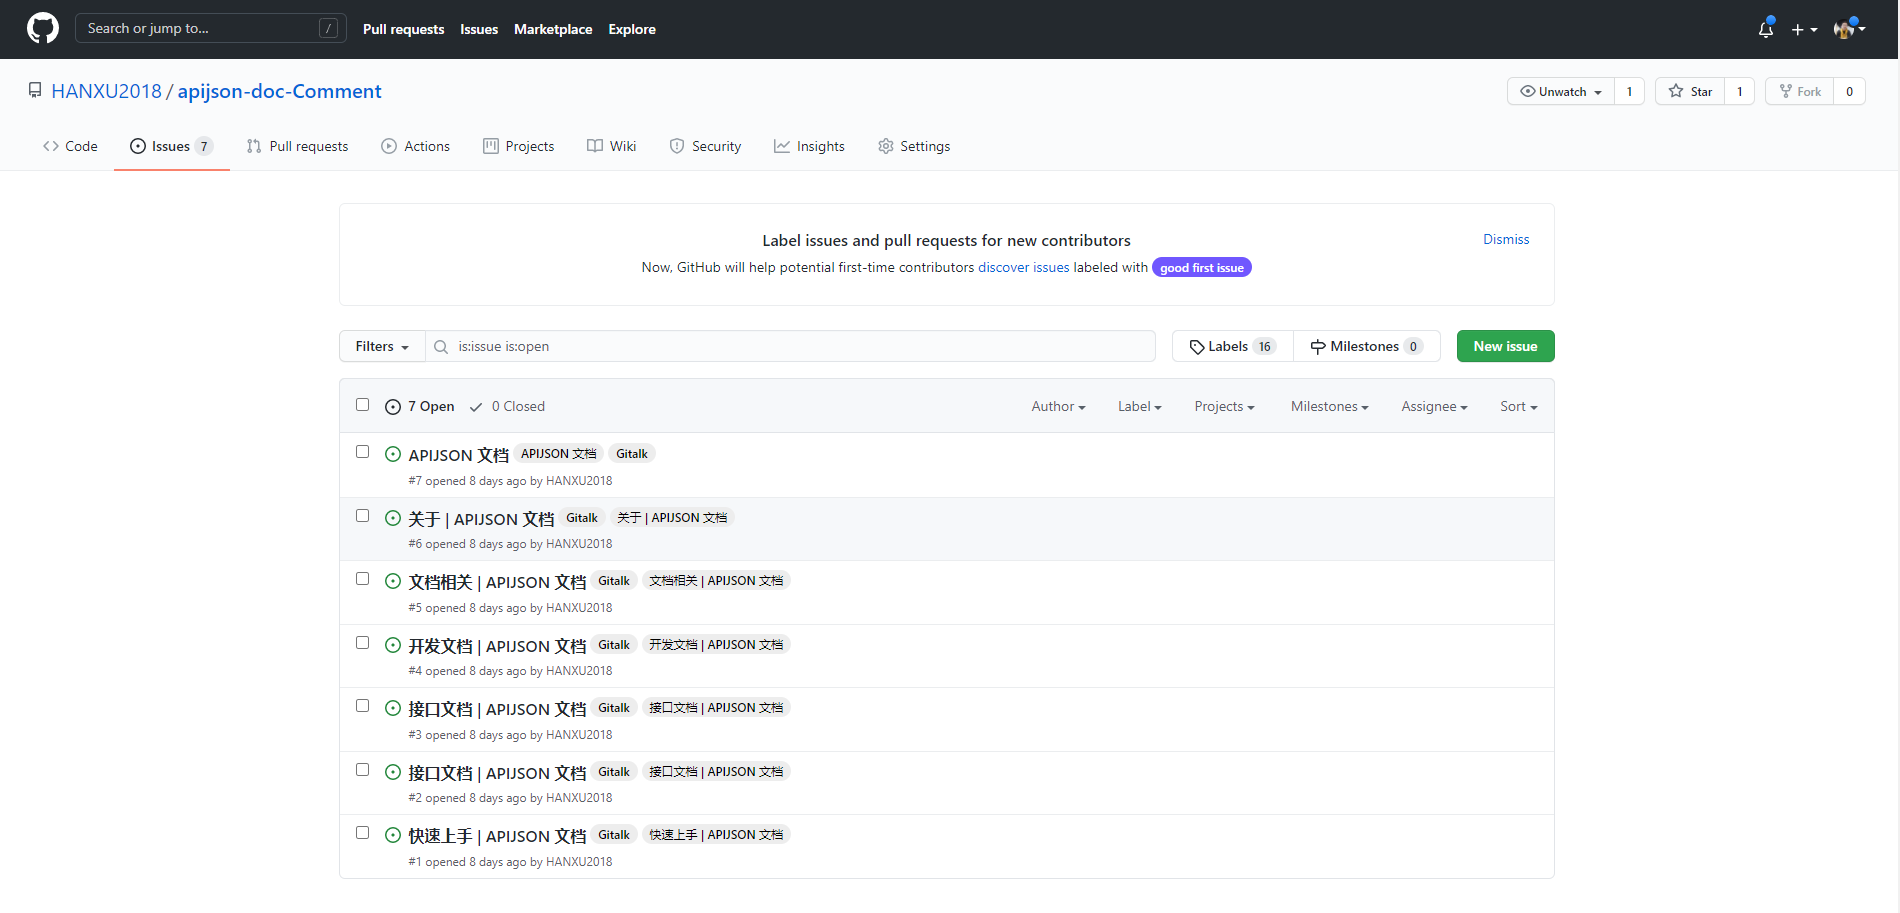 Search or jump to... /
Pull requests Issues Marketplace Explore
HANXU2018 / apijson-doc-Comment
Unwatch 1 Star 1 Fork 0
Code Issues 7 Pull requests Actions Projects Wiki Security Insights Settings
Label issues and pull requests for new contributors
Dismiss
Now, GitHub will help potential first-time contributors discover issues labeled with good first issue
Filters is:issue is:open Labels 16 Milestones 0 New issue
7 Open 0 Closed Author Label Projects Milestones Assignee Sort
APIJSON 文档 APIJSON 文档 Gitalk
#7 opened 8 days ago by HANXU2018
关于 | APIJSON 文档 Gitalk 关于 | APIJSON 文档
#6 opened 8 days ago by HANXU2018
文档相关 | APIJSON 文档 Gitalk 文档相关 | APIJSON 文档
#5 opened 8 days ago by HANXU2018
开发文档 | APIJSON 文档 Gitalk 开发文档 | APIJSON 文档
#4 opened 8 days ago by HANXU2018
接口文档 | APIJSON 文档 Gitalk 接口文档 | APIJSON 文档
#3 opened 8 days ago by HANXU2018
接口文档 | APIJSON 文档 Gitalk 接口文档 | APIJSON 文档
#2 opened 8 days ago by HANXU2018
快速上手 | APIJSON 文档 Gitalk 快速上手 | APIJSON 文档
#1 opened 8 days ago by HANXU2018